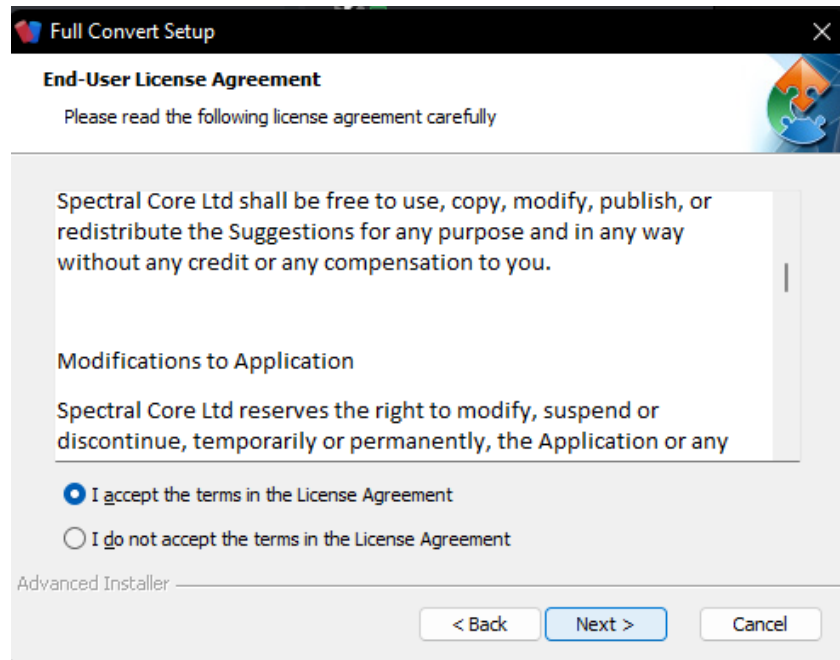 Full Convert Setup
End-User License Agreement
Please read the following license agreement carefully
Spectral Core Ltd shall be free to use, copy, modify, publish, or
redistribute the Suggestions for any purpose and in any way
without any credit or any compensation to you.
Modifications to Application
Spectral Core Ltd reserves the right to modify, suspend or
discontinue, temporarily or permanently, the Application or any
I accept the terms in the License Agreement
I do not accept the terms in the License Agreement
Advanced Installer
< Back Next > Cancel